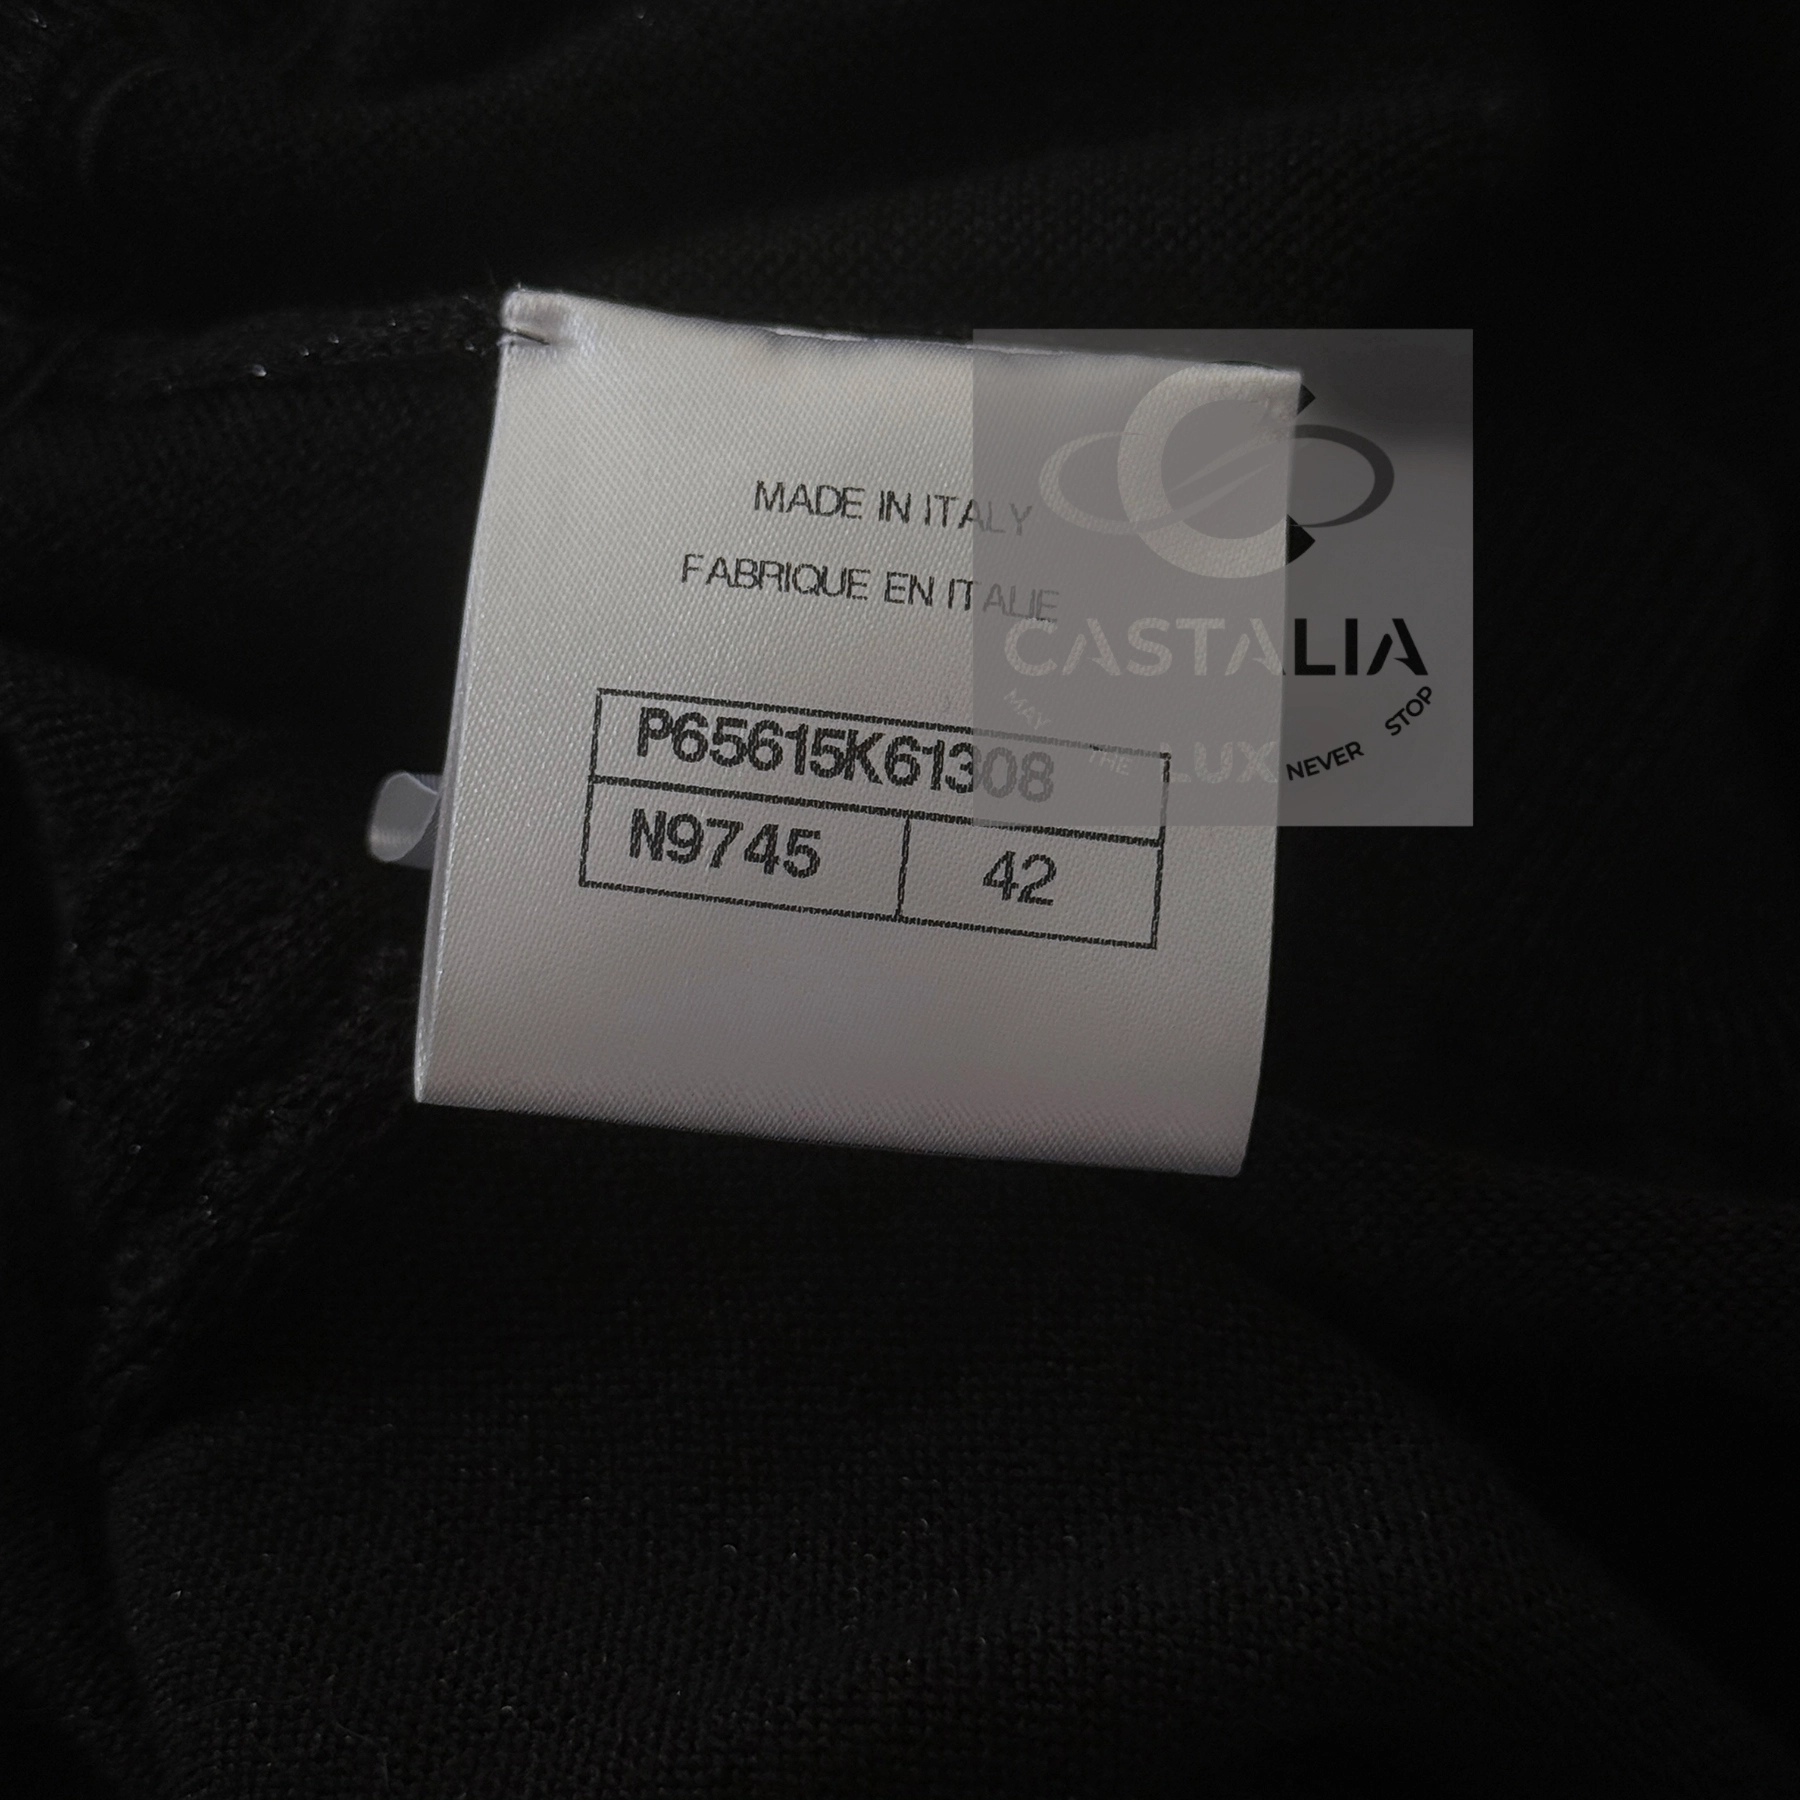 MADE IN ITALY
FABRIQUE EN ITALIE
CASTALIA
MAY THE LUX NEVER STOP
P65615K61308
N9745 42